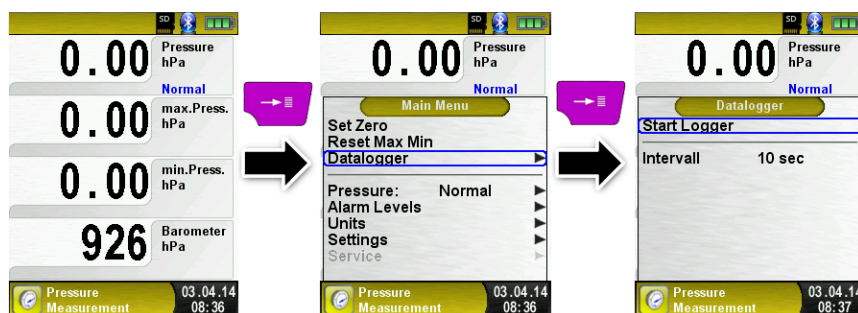 SD
0.00 Pressure
hPa
Normal
0.00 max.Press.
hPa
0.00 min.Press.
hPa
926 Barometer
hPa
Pressure
Measurement
03.04.14
08:36
SD
0.00 Pressure
hPa
Normal
Main Menu
Set Zero
Reset Max Min
Datalogger
Pressure: Normal
Alarm Levels
Units
Settings
Service
Pressure
Measurement
03.04.14
08:36
SD
0.00 Pressure
hPa
Normal
Datalogger
Start Logger
Intervall 10 sec
Pressure
Measurement
03.04.14
08:37